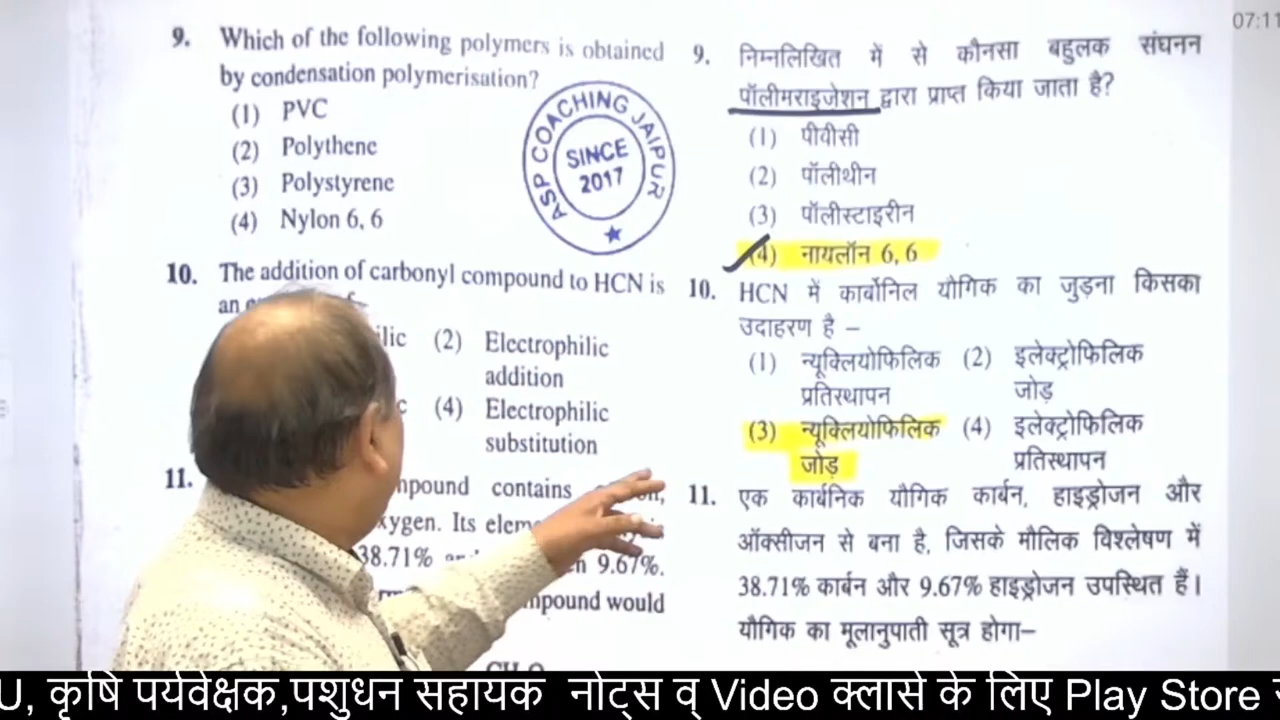 07:11
9. Which of the following polymers is obtained
by condensation polymerisation?
(1) PVC
(2) Polythene
(3) Polystyrene
(4) Nylon 6, 6
ASP COACHING JAIPUR
SINCE
2017
10. The addition of carbonyl compound to HCN is
an
(2) Electrophilic
addition
(4) Electrophilic
substitution
11. contains
Its
38.71% 9.67%.
would
9. निम्नलिखित में से कौनसा बहुलक संघनन
पॉलीमराइजेशन द्वारा प्राप्त किया जाता है?
(1) पीवीसी
(2) पॉलीथीन
(3) पॉलीस्टाइरीन
(4) नायलॉन 6, 6
10. HCN में कार्बोनिल यौगिक का जुड़ना किसका
उदाहरण है –
(1) न्यूक्लियोफिलिक (2) इलेक्ट्रोफिलिक
प्रतिस्थापन जोड़
(3) न्यूक्लियोफिलिक (4) इलेक्ट्रोफिलिक
जोड़ प्रतिस्थापन
11. एक कार्बनिक यौगिक कार्बन, हाइड्रोजन और
ऑक्सीजन से बना है, जिसके मौलिक विश्लेषण में
38.71% कार्बन और 9.67% हाइड्रोजन उपस्थित हैं।
यौगिक का मूलानुपाती सूत्र होगा–
U, कृषि पर्यवेक्षक,पशुधन सहायक नोट्स व् Video क्लासे के लिए Play Store